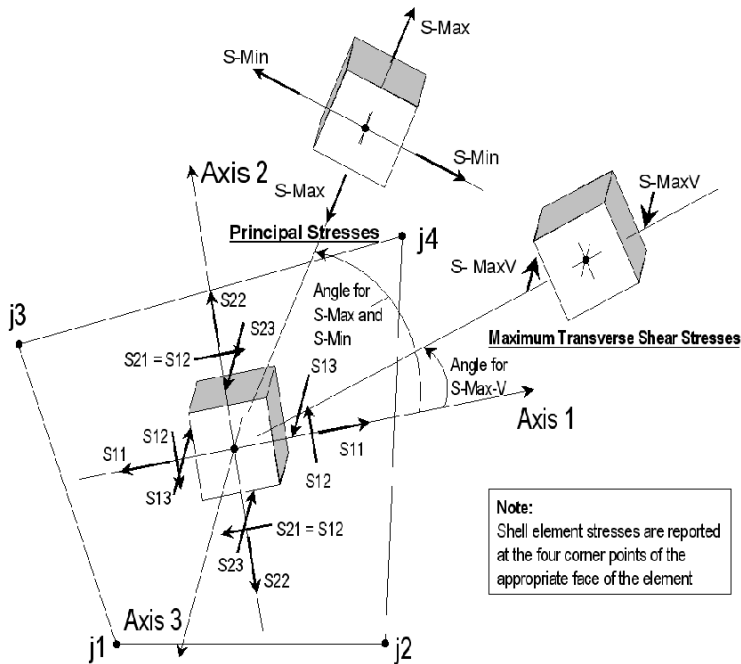 S-Max
S-Min
S-Min
Axis 2
S-Max
S-MaxV
Principal Stresses
j4
S- MaxV
j3
S22
S23
Angle for
S-Max and
S-Min
Maximum Transverse Shear Stresses
S21 = S12
S13
Angle for
S-Max-V
Axis 1
S12
S11
S11
S12
S13
S21 = S12
S23
S22
Note:
Shell element stresses are reported
at the four corner points of the
appropriate face of the element
Axis 3
j1
j2